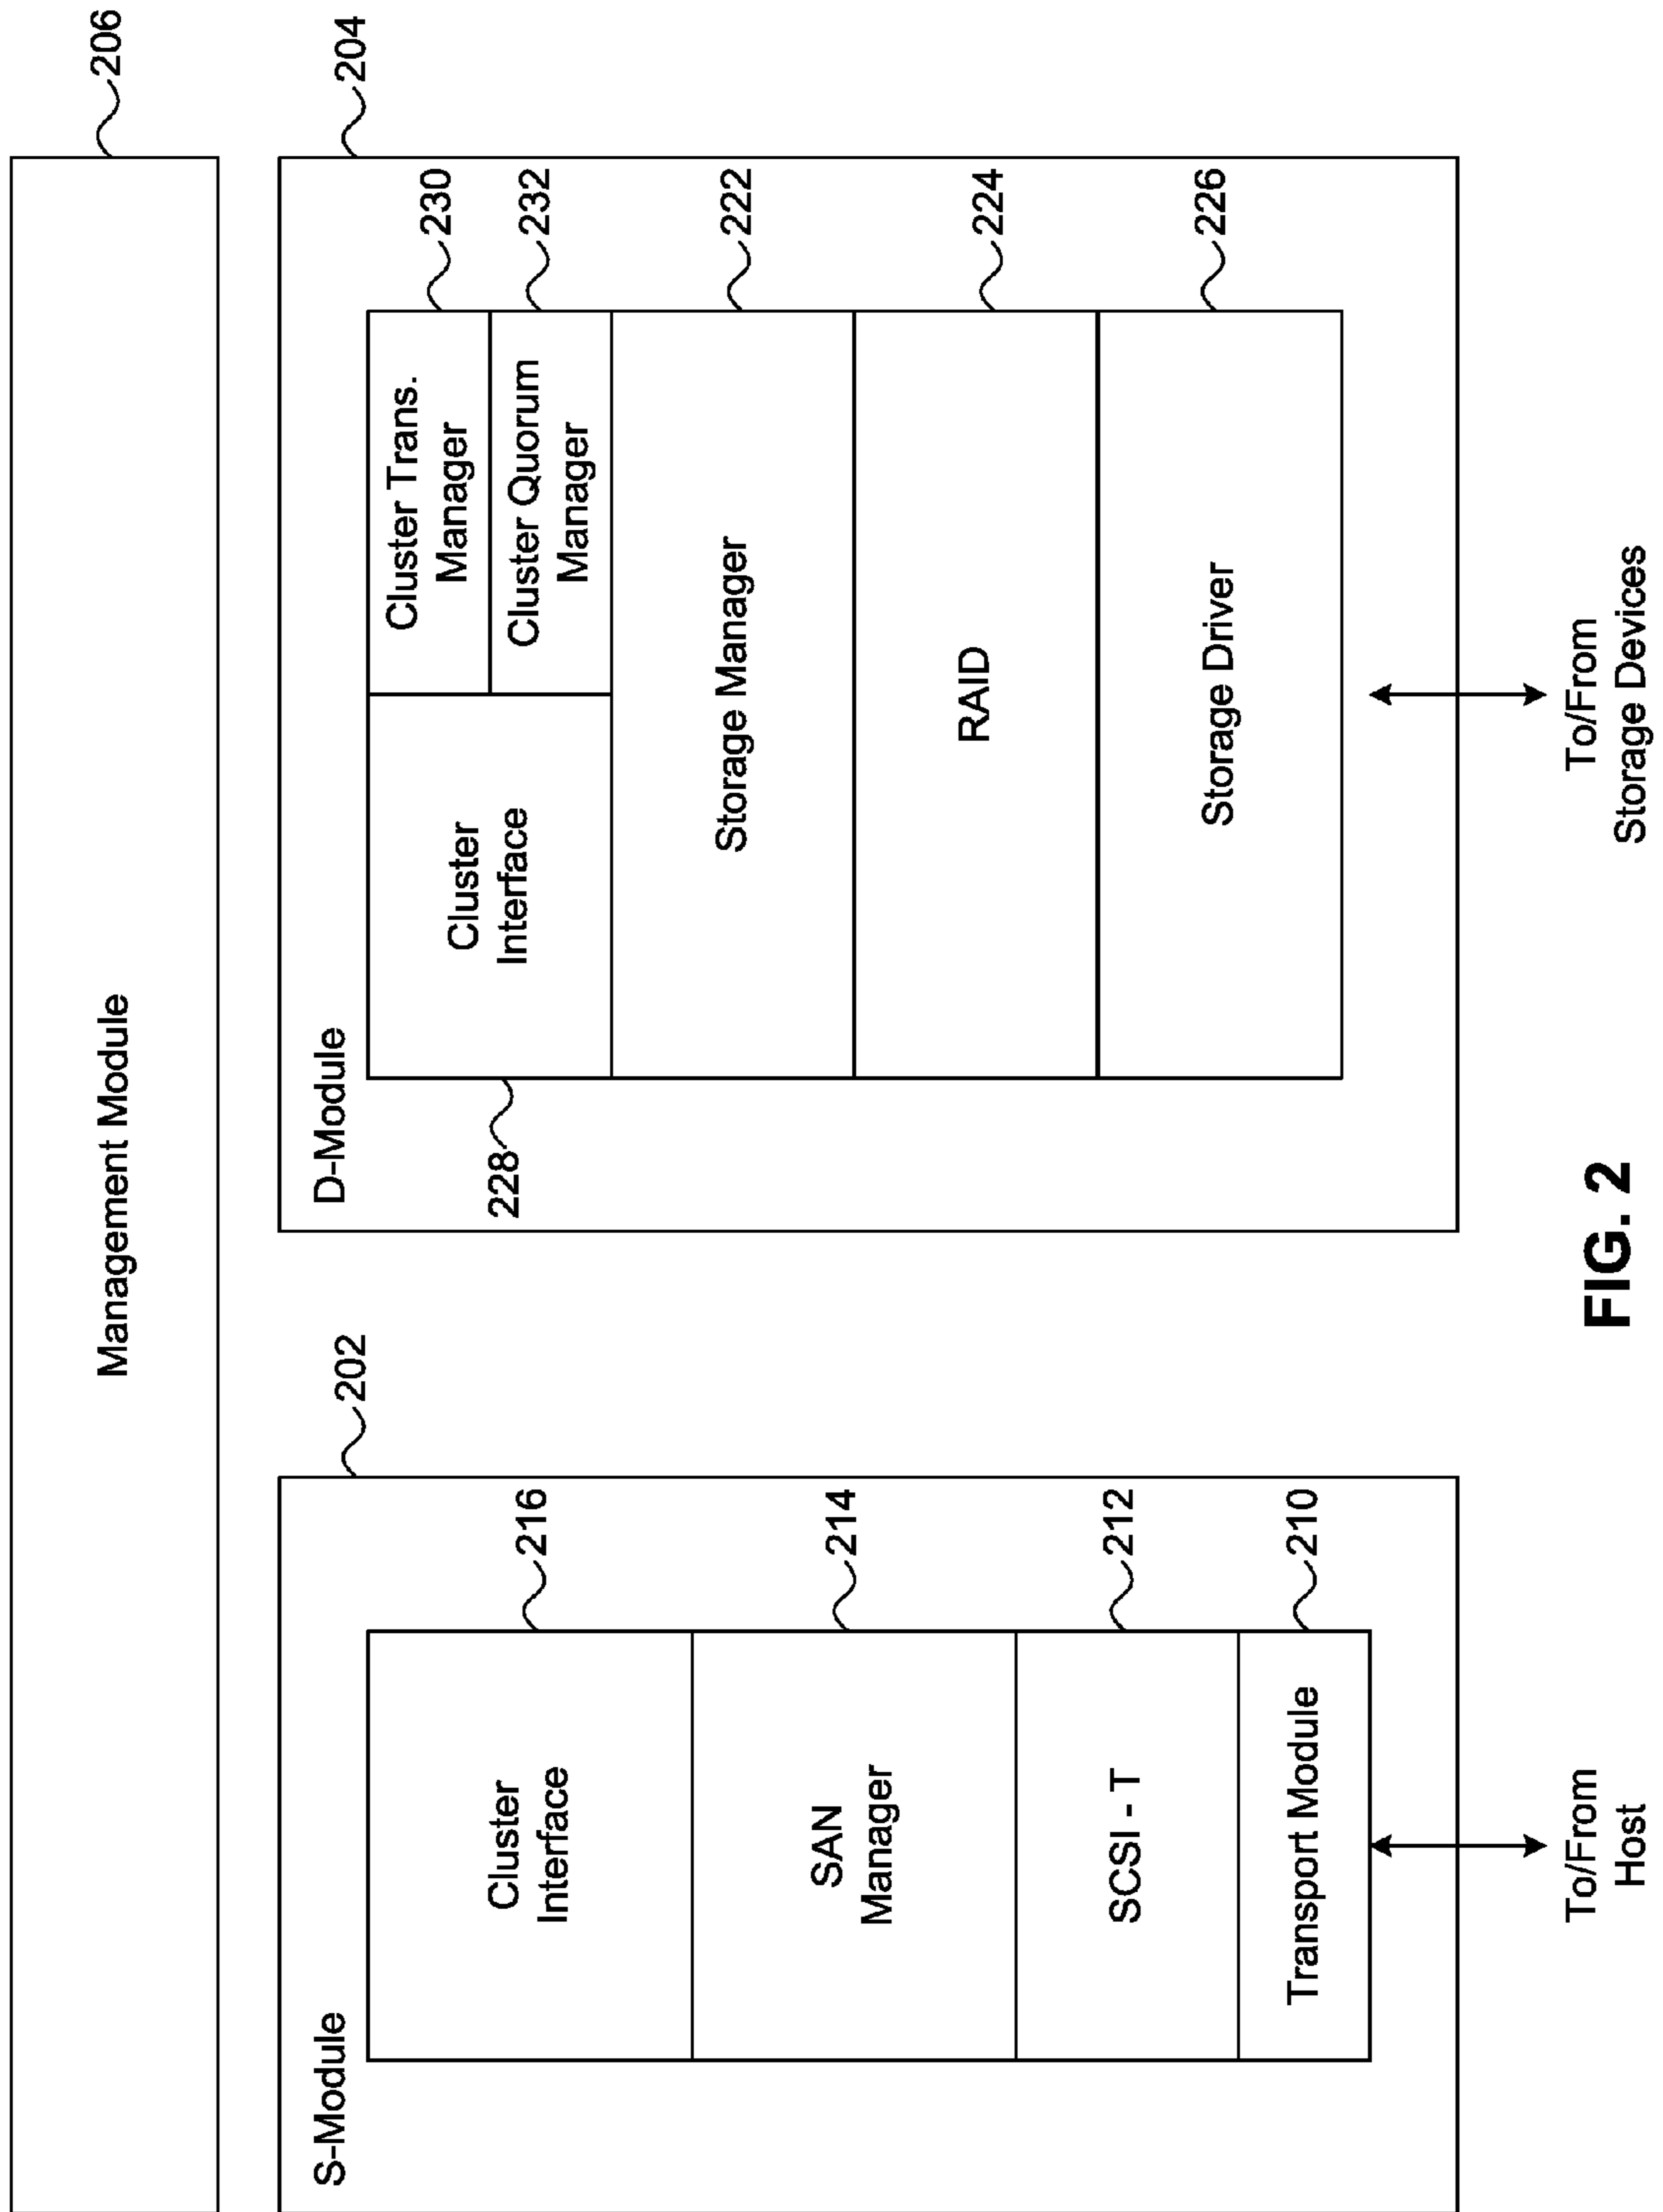 Management Module
206
S-Module
202
Cluster
Interface
216
SAN
Manager
214
SCSI - T
212
Transport Module
210
To/From
Host
D-Module
204
228
Cluster
Interface
Cluster Trans.
Manager
230
Cluster Quorum
Manager
232
Storage Manager
222
RAID
224
Storage Driver
226
To/From
Storage Devices
FIG. 2